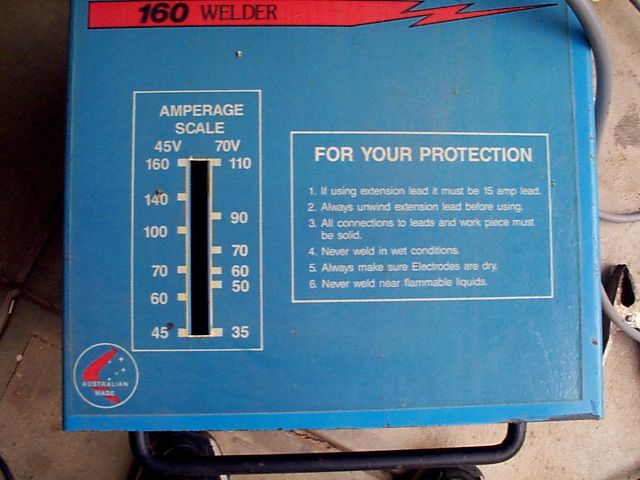 160 WELDER
AMPERAGE
SCALE
45V 70V
160 110
140
90
100
70
70 60
50
60
45 35
FOR YOUR PROTECTION
1. If using extension lead it must be 15 amp lead.
2. Always unwind extension lead before using.
3. All connections to leads and work piece must
be solid.
4. Never weld in wet conditions.
5. Always make sure Electrodes are dry.
6. Never weld near flammable liquids.
AUSTRALIAN
MADE